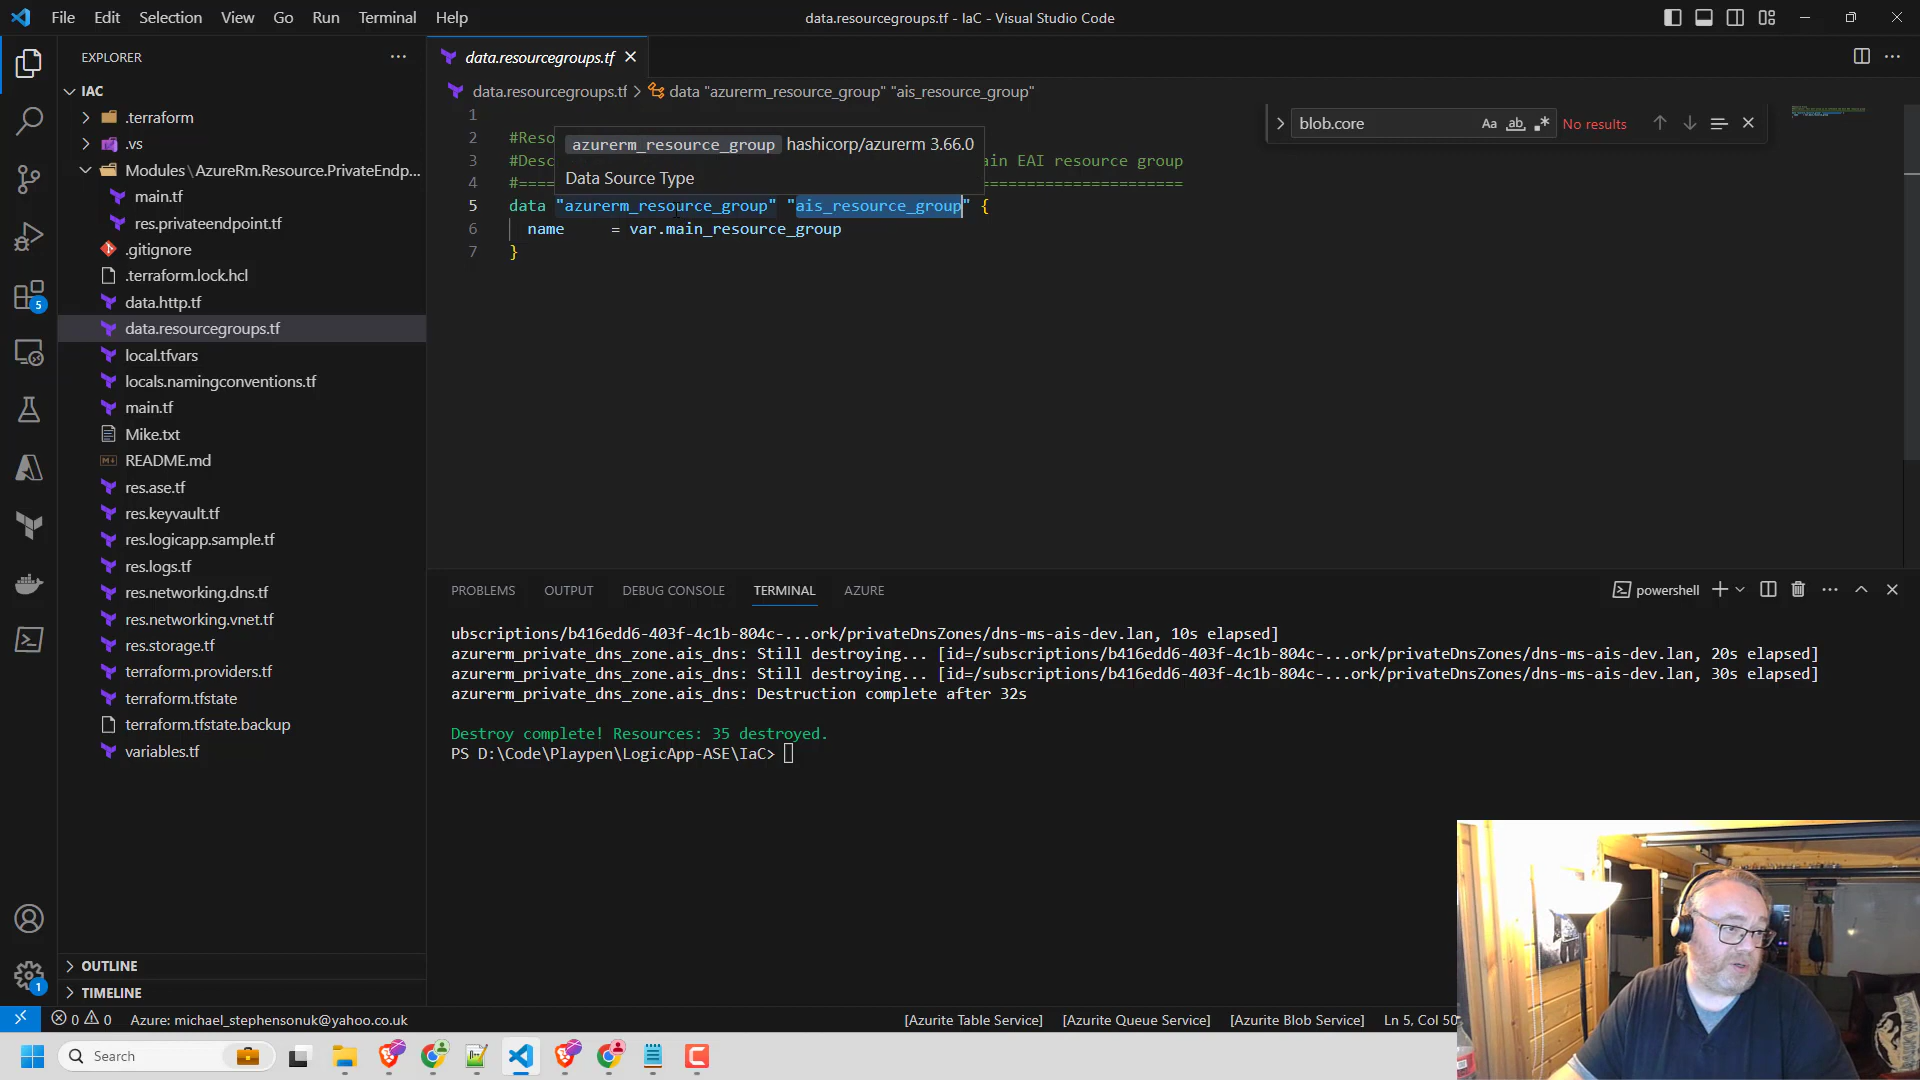 File Edit Selection View Go Run Terminal Help
data.resourcegroups.tf - IaC - Visual Studio Code
EXPLORER
IAC
.terraform
.vs
Modules\AzureRm.Resource.PrivateEndp...
main.tf
res.privateendpoint.tf
.gitignore
.terraform.lock.hcl
data.http.tf
data.resourcegroups.tf
local.tfvars
locals.namingconventions.tf
main.tf
Mike.txt
README.md
res.ase.tf
res.keyvault.tf
res.logicapp.sample.tf
res.logs.tf
res.networking.dns.tf
res.networking.vnet.tf
res.storage.tf
terraform.providers.tf
terraform.tfstate
terraform.tfstate.backup
variables.tf
OUTLINE
TIMELINE
5
1
data.resourcegroups.tf
data.resourcegroups.tf > data "azurerm_resource_group" "ais_resource_group"
blob.core Aa ab No results
1
2 #Reso
3 #Desc ain EAI resource group
4 #== =====================
azurerm_resource_group hashicorp/azurerm 3.66.0
Data Source Type
5 data "azurerm_resource_group" "ais_resource_group" {
6 name = var.main_resource_group
7 }
PROBLEMS OUTPUT DEBUG CONSOLE TERMINAL AZURE
powershell
ubscriptions/b416edd6-403f-4c1b-804c-...ork/privateDnsZones/dns-ms-ais-dev.lan, 10s elapsed]
azurerm_private_dns_zone.ais_dns: Still destroying... [id=/subscriptions/b416edd6-403f-4c1b-804c-...ork/privateDnsZones/dns-ms-ais-dev.lan, 20s elapsed]
azurerm_private_dns_zone.ais_dns: Still destroying... [id=/subscriptions/b416edd6-403f-4c1b-804c-...ork/privateDnsZones/dns-ms-ais-dev.lan, 30s elapsed]
azurerm_private_dns_zone.ais_dns: Destruction complete after 32s
Destroy complete! Resources: 35 destroyed.
PS D:\Code\Playpen\LogicApp-ASE\IaC>
0 0 Azure: michael_stephensonuk@yahoo.co.uk
[Azurite Table Service] [Azurite Queue Service] [Azurite Blob Service] Ln 5, Col 50
Search